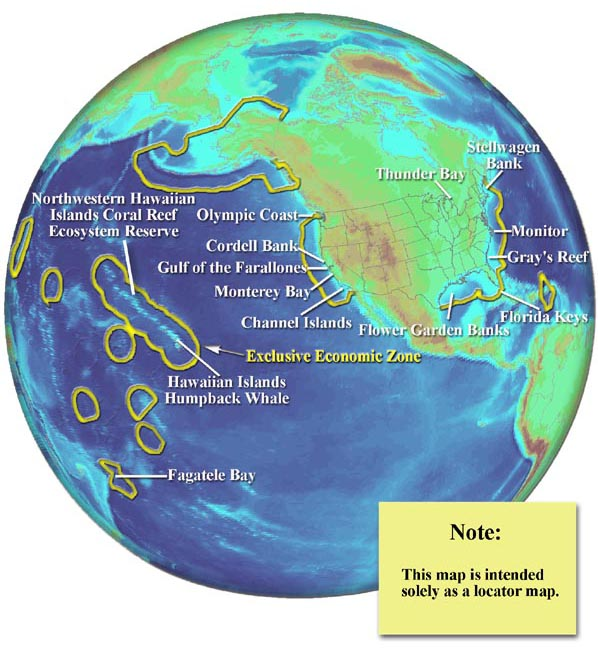 Stellwagen
Bank
Thunder Bay
Northwestern Hawaiian
Islands Coral Reef
Ecosystem Reserve
Olympic Coast
Monitor
Cordell Bank
Gray's Reef
Gulf of the Farallones
Monterey Bay
Florida Keys
Channel Islands
Flower Garden Banks
Exclusive Economic Zone
Hawaiian Islands
Humpback Whale
Fagatele Bay
Note:
This map is intended
solely as a locator map.